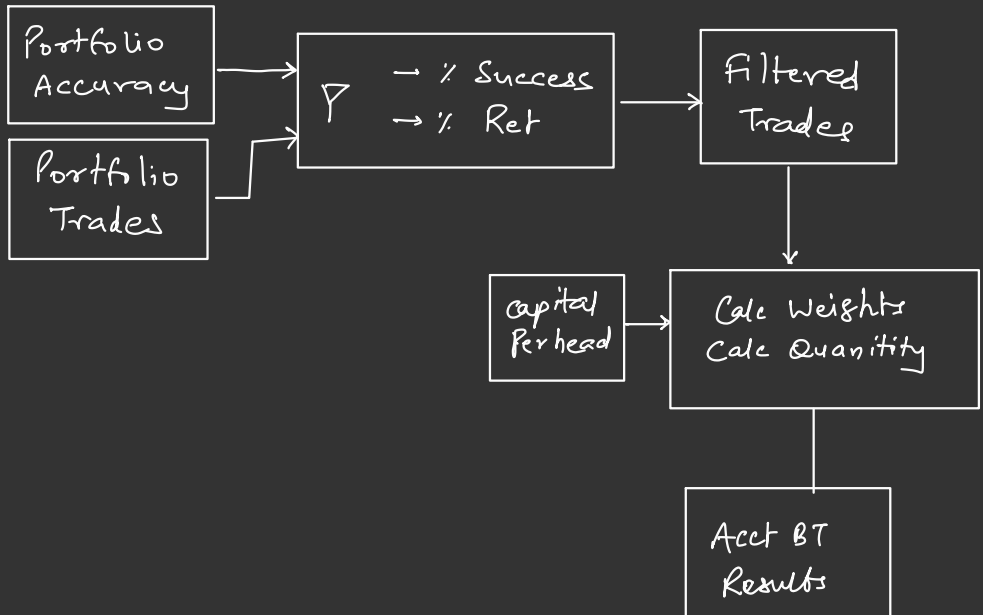 Portfolio
Accuracy
→ % Success
→ % Ret
Filtered
Trades
Portfolio
Trades
Capital
Per head
Calc Weights
Calc Quanitity
Acct BT
Results